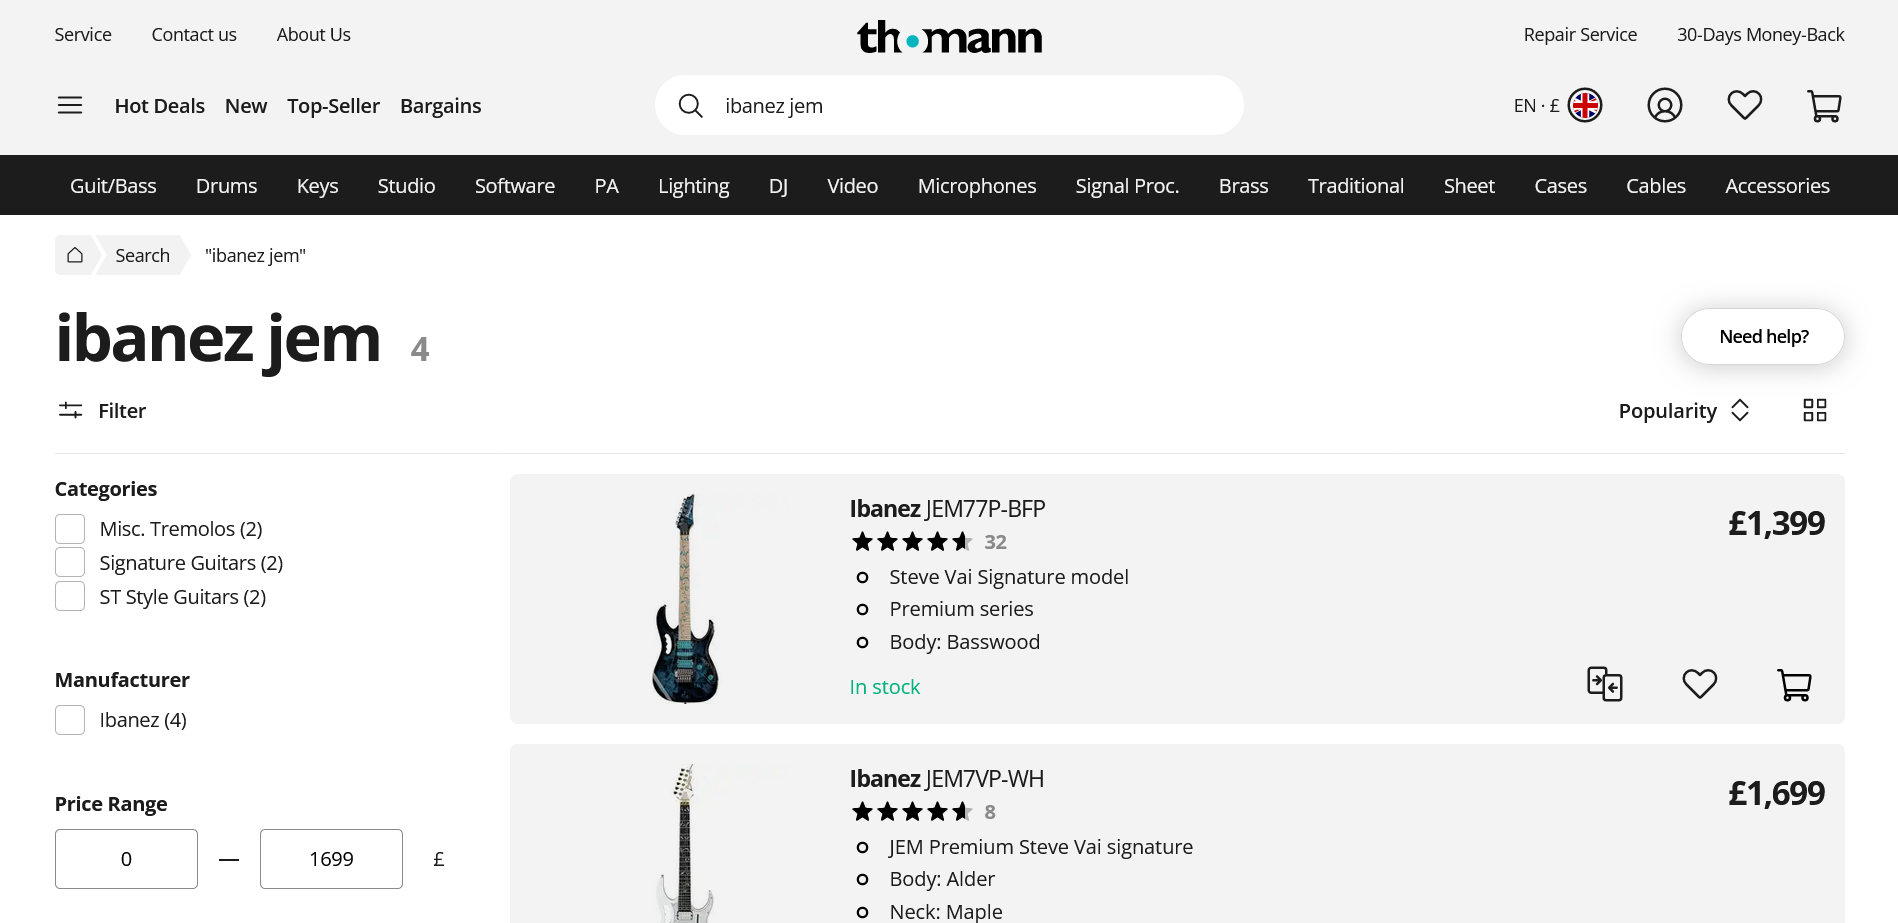 Service Contact us About Us thomann Repair Service 30-Days Money-Back
Hot Deals New Top-Seller Bargains ibanez jem EN · £
Guit/Bass Drums Keys Studio Software PA Lighting DJ Video Microphones Signal Proc. Brass Traditional Sheet Cases Cables Accessories
Search "ibanez jem"
ibanez jem 4
Need help?
Filter Popularity
Categories
Misc. Tremolos (2)
Signature Guitars (2)
ST Style Guitars (2)
Manufacturer
Ibanez (4)
Price Range
0 — 1699 £
Ibanez JEM77P-BFP
£1,399
32
Steve Vai Signature model
Premium series
Body: Basswood
In stock
Ibanez JEM7VP-WH
£1,699
8
JEM Premium Steve Vai signature
Body: Alder
Neck: Maple